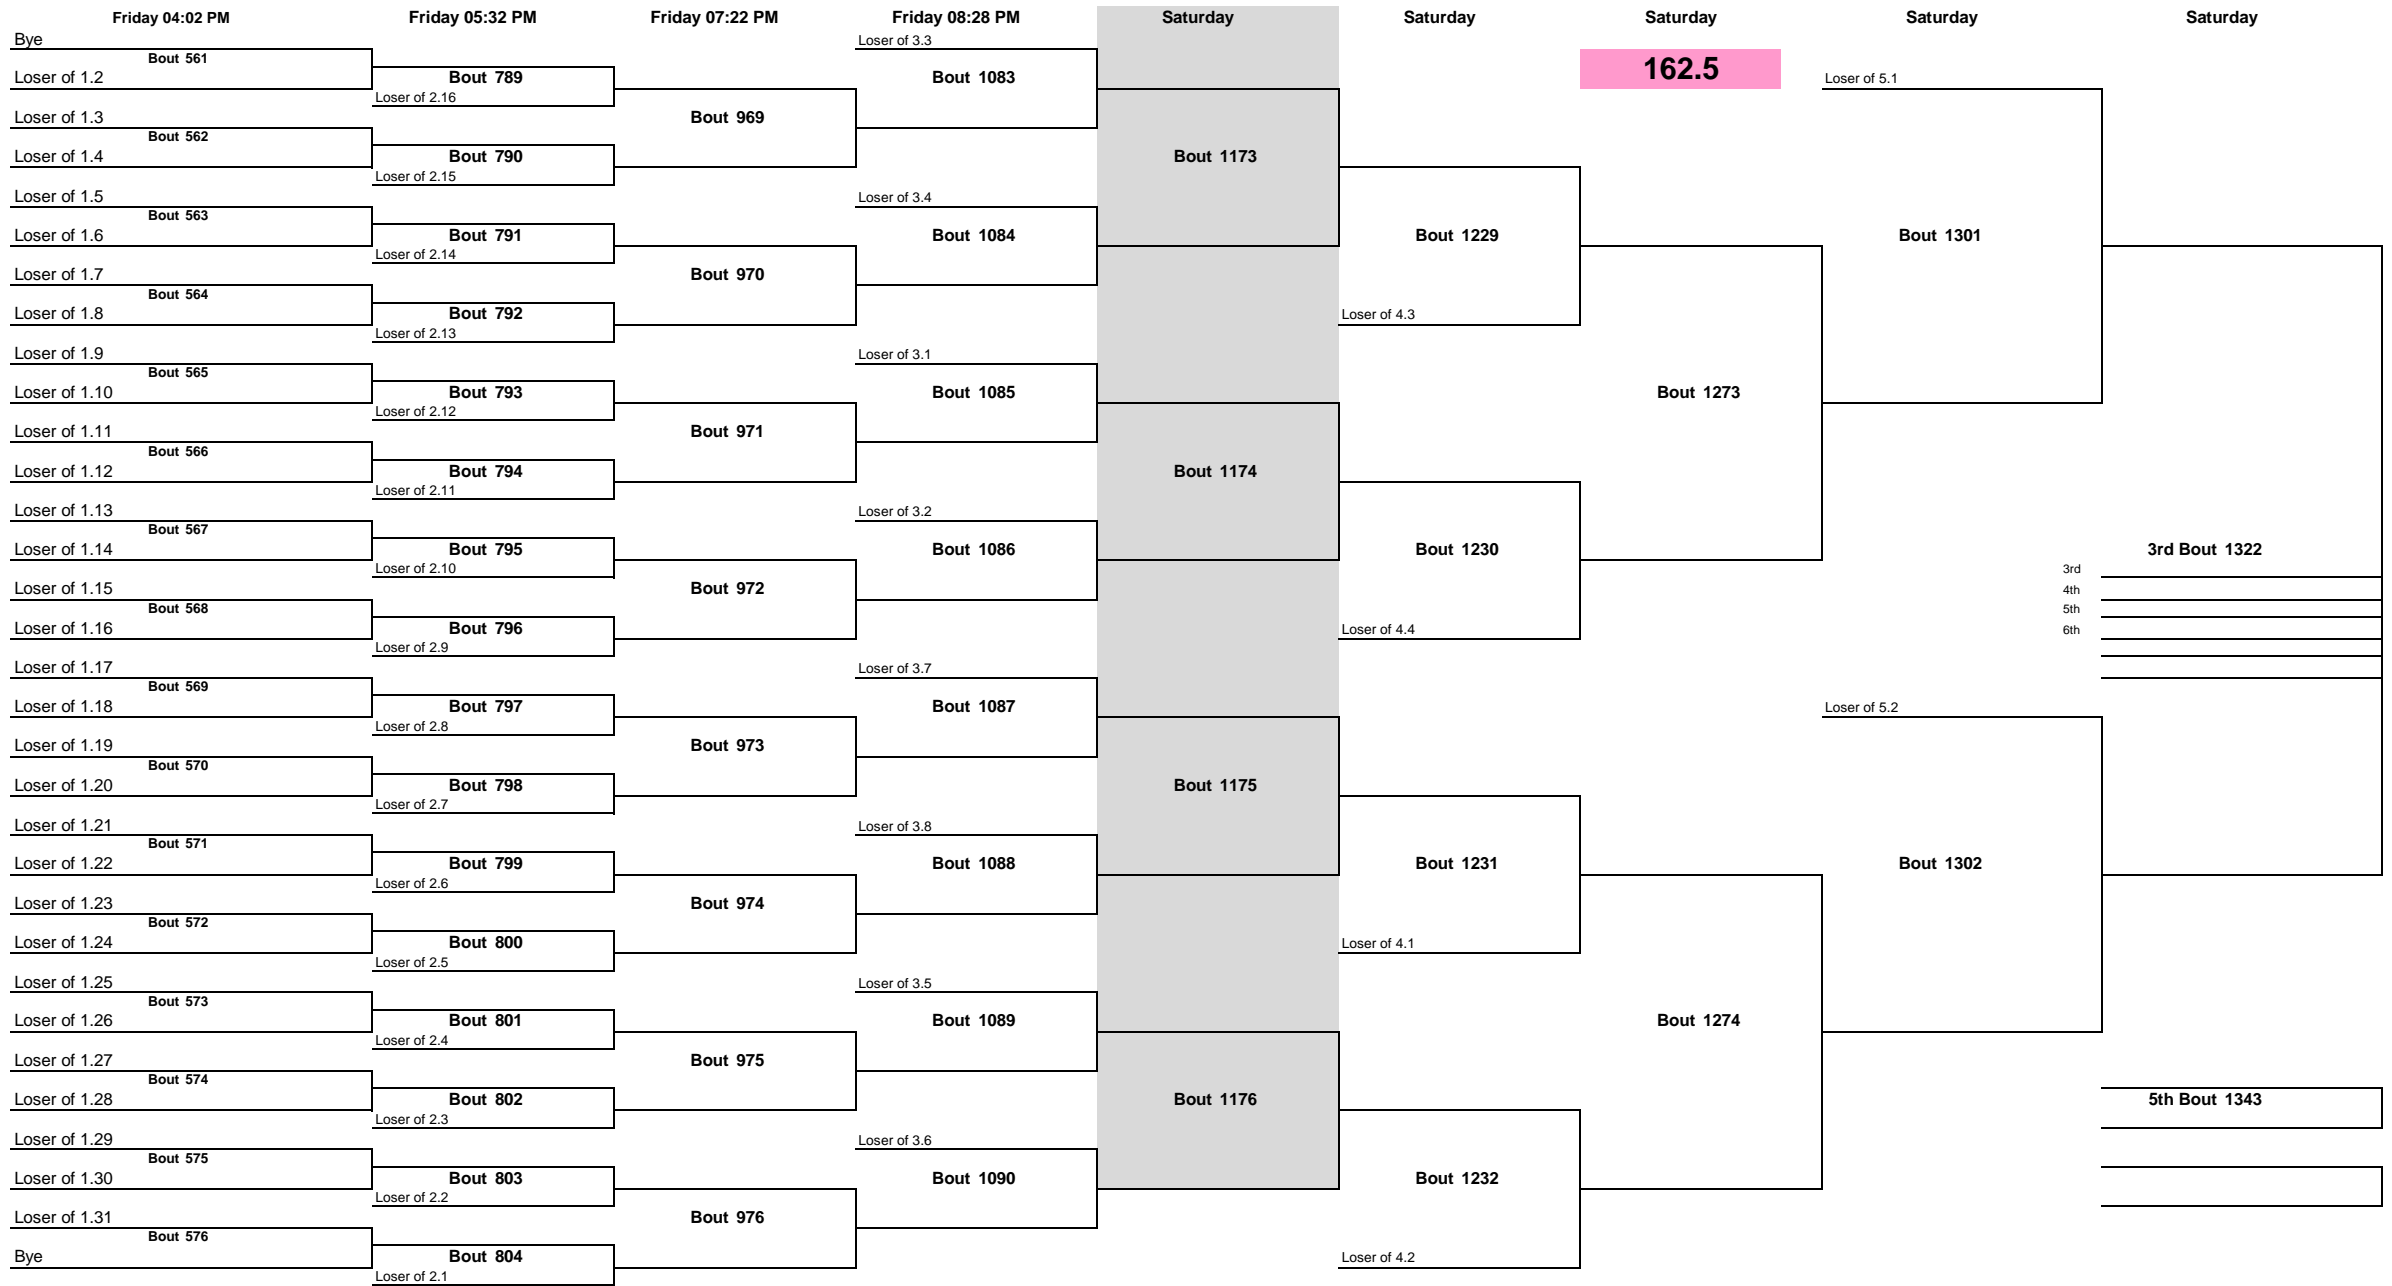 Friday 04:02 PM
Friday 05:32 PM
Friday 07:22 PM
Friday 08:28 PM
Saturday
Saturday
Saturday
Saturday
Saturday
162.5
Bye
Bout 561
Loser of 1.2
Loser of 1.3
Bout 562
Loser of 1.4
Loser of 1.5
Bout 563
Loser of 1.6
Loser of 1.7
Bout 564
Loser of 1.8
Loser of 1.9
Bout 565
Loser of 1.10
Loser of 1.11
Bout 566
Loser of 1.12
Loser of 1.13
Bout 567
Loser of 1.14
Loser of 1.15
Bout 568
Loser of 1.16
Loser of 1.17
Bout 569
Loser of 1.18
Loser of 1.19
Bout 570
Loser of 1.20
Loser of 1.21
Bout 571
Loser of 1.22
Loser of 1.23
Bout 572
Loser of 1.24
Loser of 1.25
Bout 573
Loser of 1.26
Loser of 1.27
Bout 574
Loser of 1.28
Loser of 1.29
Bout 575
Loser of 1.30
Loser of 1.31
Bout 576
Bye
Bout 789
Loser of 2.16
Bout 790
Loser of 2.15
Bout 791
Loser of 2.14
Bout 792
Loser of 2.13
Bout 793
Loser of 2.12
Bout 794
Loser of 2.11
Bout 795
Loser of 2.10
Bout 796
Loser of 2.9
Bout 797
Loser of 2.8
Bout 798
Loser of 2.7
Bout 799
Loser of 2.6
Bout 800
Loser of 2.5
Bout 801
Loser of 2.4
Bout 802
Loser of 2.3
Bout 803
Loser of 2.2
Bout 804
Loser of 2.1
Bout 969
Bout 970
Bout 971
Bout 972
Bout 973
Bout 974
Bout 975
Bout 976
Loser of 3.3
Bout 1083
Loser of 3.4
Bout 1084
Loser of 3.1
Bout 1085
Loser of 3.2
Bout 1086
Loser of 3.7
Bout 1087
Loser of 3.8
Bout 1088
Loser of 3.5
Bout 1089
Loser of 3.6
Bout 1090
Bout 1173
Bout 1174
Bout 1175
Bout 1176
Bout 1229
Loser of 4.3
Bout 1230
Loser of 4.4
Bout 1231
Loser of 4.1
Bout 1232
Loser of 4.2
Bout 1273
Bout 1274
Loser of 5.1
Bout 1301
Loser of 5.2
Bout 1302
3rd Bout 1322
3rd
4th
5th
6th
5th Bout 1343